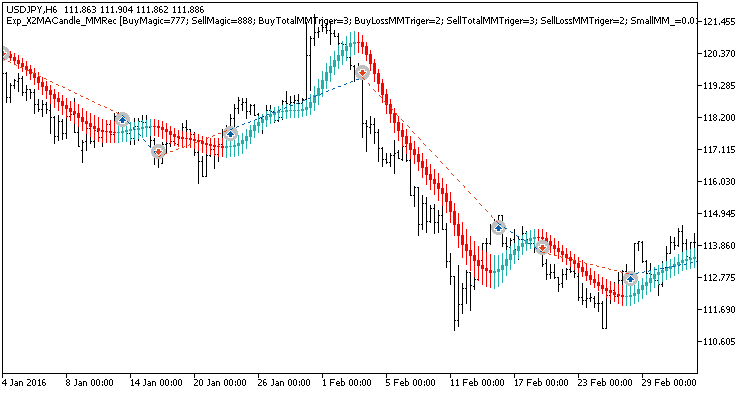 USDJPY,H6 111.863 111.904 111.862 111.886
Exp_X2MACandle_MMRec [BuyMagic=777; SellMagic=888; BuyTotalMMTriger=3; BuyLossMMTriger=2; SellTotalMMTriger=3; SellLossMMTriger=2; SmallMM_=0.01
121.455
120.370
119.285
118.200
117.115
116.030
114.945
113.860
112.775
111.690
110.605
4 Jan 2016
8 Jan 00:00
14 Jan 00:00
20 Jan 00:00
26 Jan 00:00
1 Feb 00:00
5 Feb 00:00
11 Feb 00:00
17 Feb 00:00
23 Feb 00:00
29 Feb 00:00